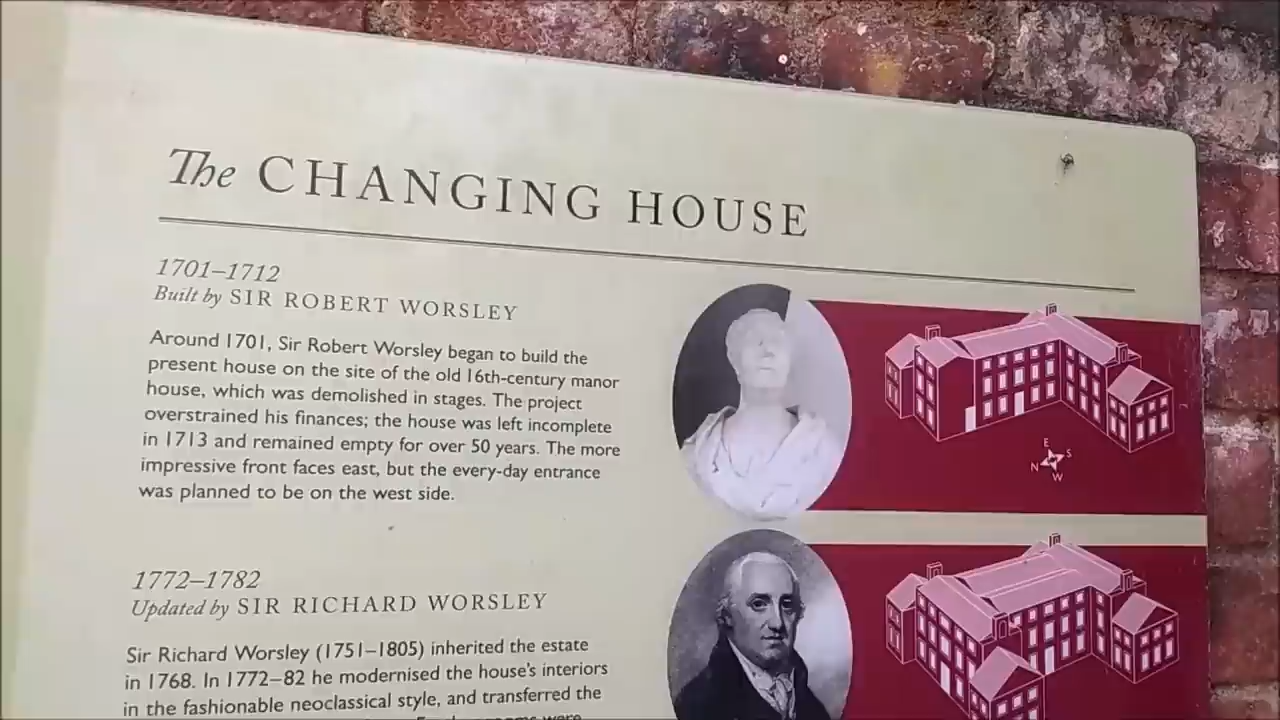 The CHANGING HOUSE
1701–1712
Built by SIR ROBERT WORSLEY
Around 1701, Sir Robert Worsley began to build the
present house on the site of the old 16th-century manor
house, which was demolished in stages. The project
overstrained his finances; the house was left incomplete
in 1713 and remained empty for over 50 years. The more
impressive front faces east, but the every-day entrance
was planned to be on the west side.
E
N S
W
1772–1782
Updated by SIR RICHARD WORSLEY
Sir Richard Worsley (1751–1805) inherited the estate
in 1768. In 1772–82 he modernised the house's interiors
in the fashionable neoclassical style, and transferred the
were